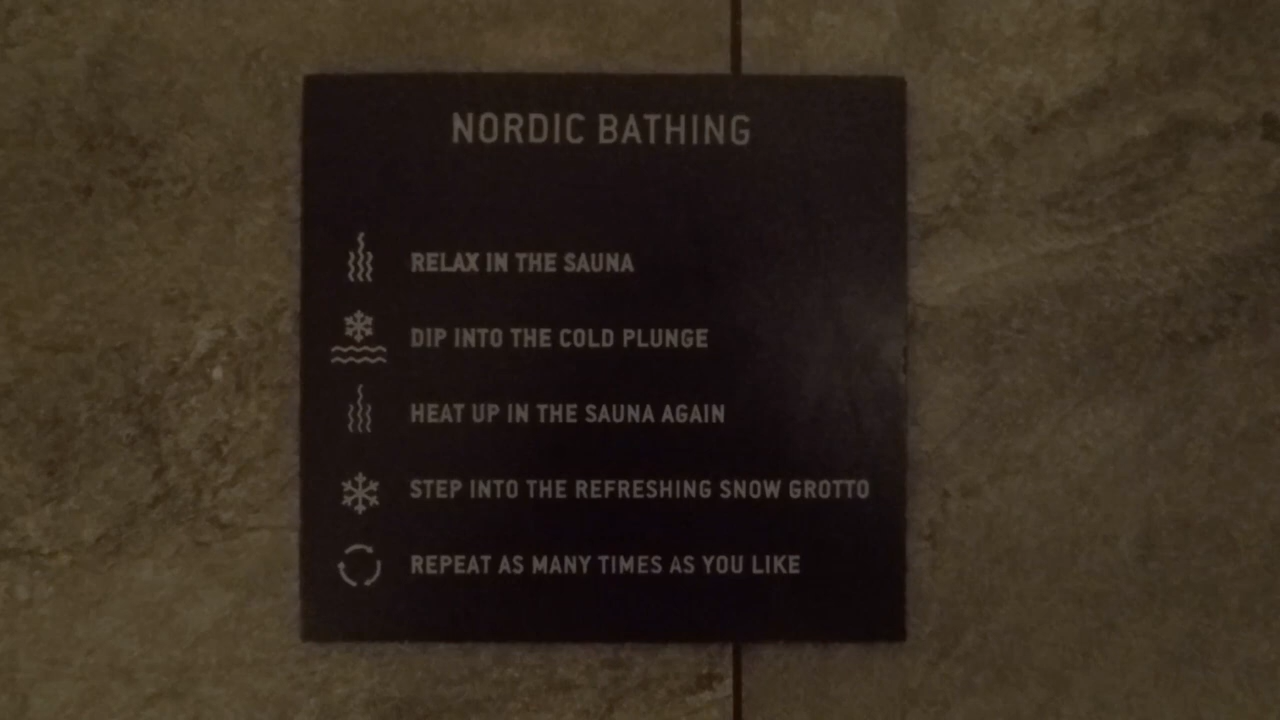 NORDIC BATHING
RELAX IN THE SAUNA
DIP INTO THE COLD PLUNGE
HEAT UP IN THE SAUNA AGAIN
STEP INTO THE REFRESHING SNOW GROTTO
REPEAT AS MANY TIMES AS YOU LIKE